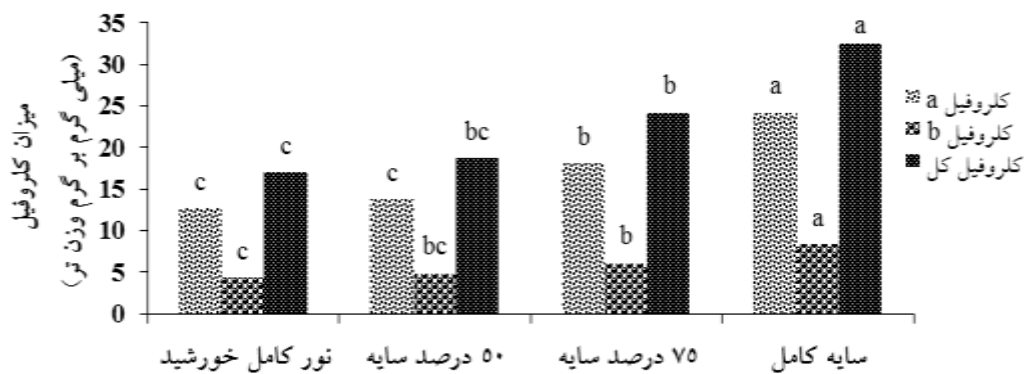 میزان کلروفیل
(میلی گرم بر گرم وزن تر)
35
30
25
20
15
10
5
0
c
c
c
c
bc
bc
b
b
b
a
a
a
نور کامل خورشید
۵۰ درصد سایه
۷۵ درصد سایه
سایه کامل
کلروفیل a
کلروفیل b
کلروفیل کل